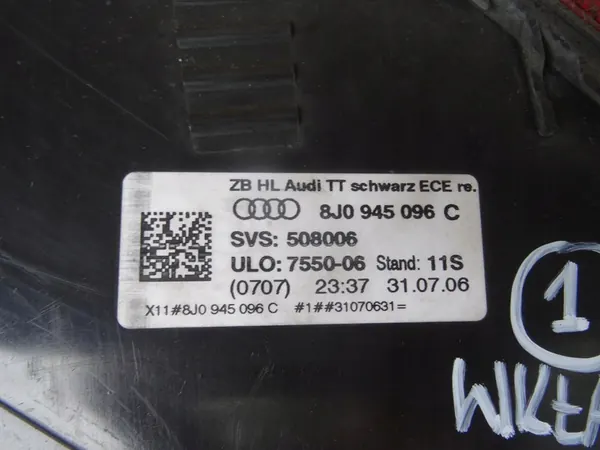 ZB HL Audi TT schwarz ECE re.
8J0 945 096 C
SVS: 508006
ULO: 7550-06 Stand: 11S
(0707) 23:37 31.07.06
X11#8J0 945 096 C #1##31070631=
1